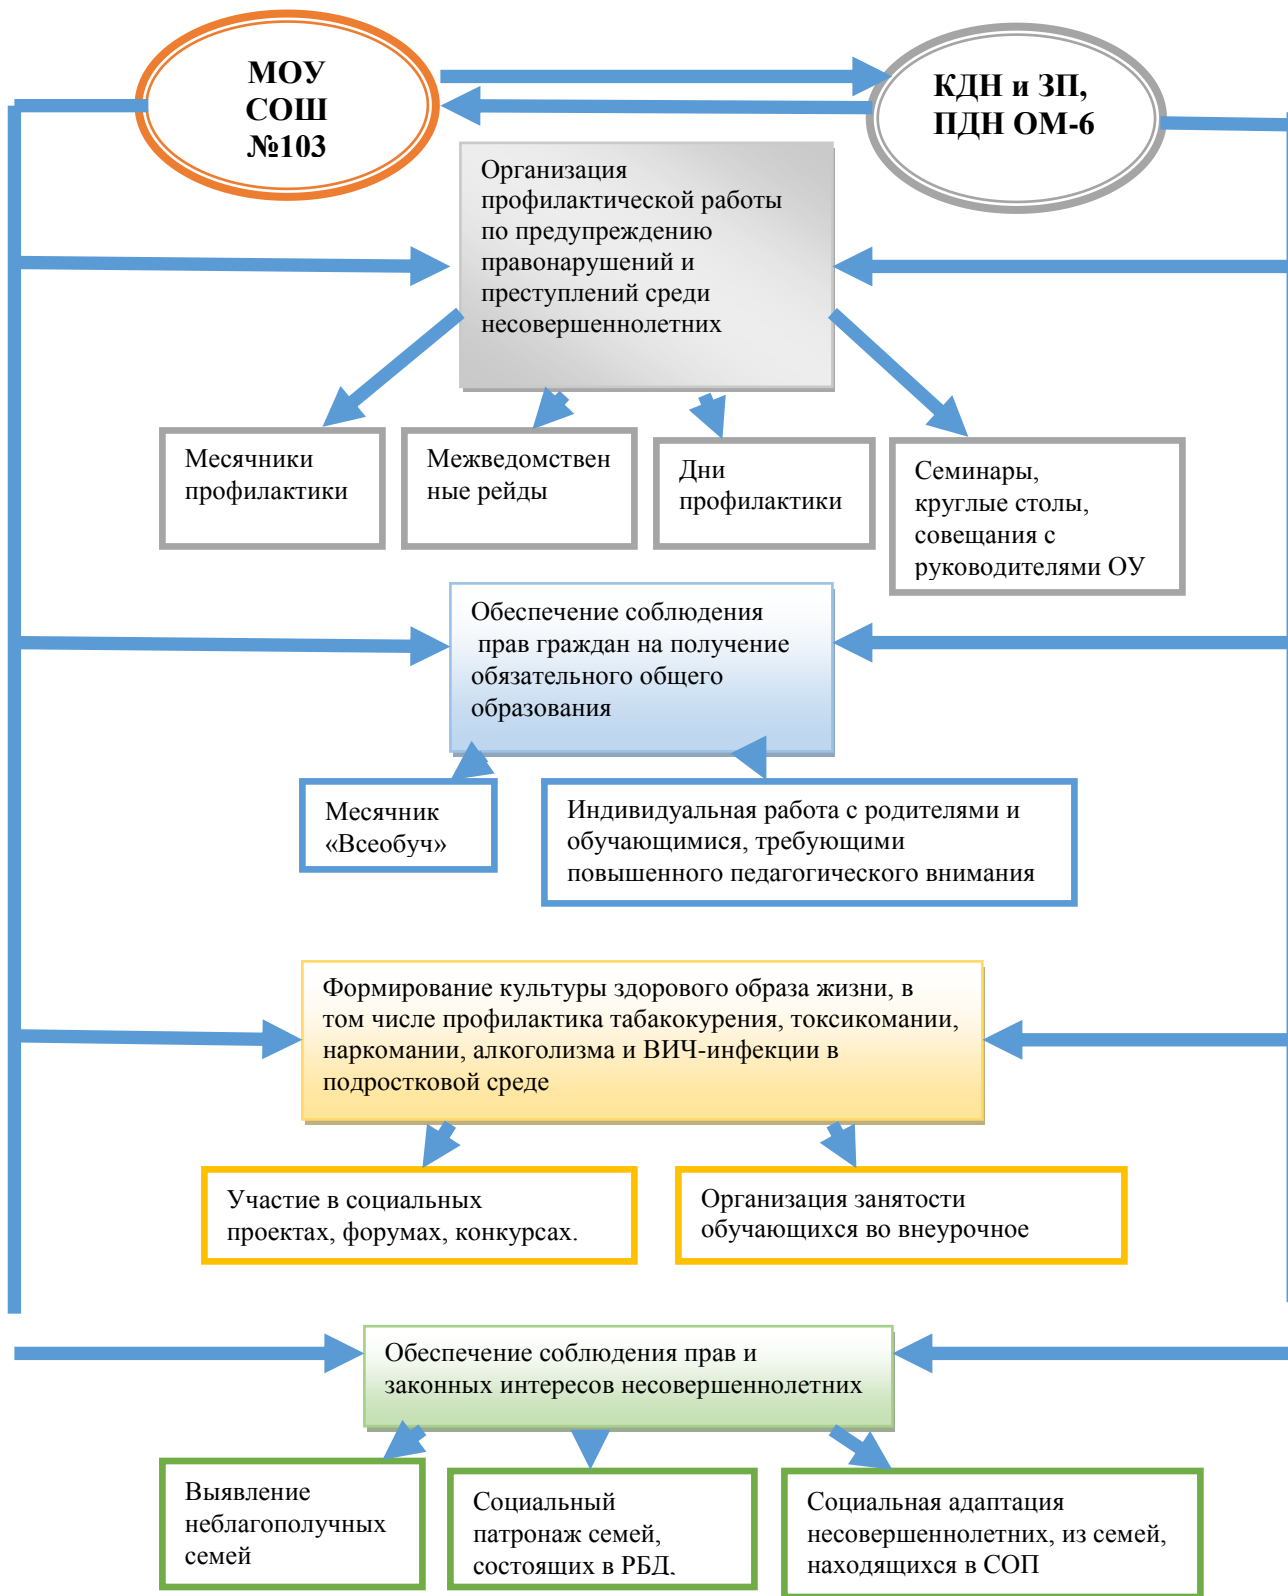 МОУ
СОШ
№103
КДН и ЗП,
ПДН ОМ-6
Организация
профилактической работы
по предупреждению
правонарушений и
преступлений среди
несовершеннолетних
Месячники
профилактики
Межведомствен
ные рейды
Дни
профилактики
Семинары,
круглые столы,
совещания с
руководителями ОУ
Обеспечение соблюдения
прав граждан на получение
обязательного общего
образования
Месячник
«Всеобуч»
Индивидуальная работа с родителями и
обучающимися, требующими
повышенного педагогического внимания
Формирование культуры здорового образа жизни, в
том числе профилактика табакокурения, токсикомании,
наркомании, алкоголизма и ВИЧ-инфекции в
подростковой среде
Участие в социальных
проектах, форумах, конкурсах.
Организация занятости
обучающихся во внеурочное
Обеспечение соблюдения прав и
законных интересов несовершеннолетних
Выявление
неблагополучных
семей
Социальный
патронаж семей,
состоящих в РБД,
Социальная адаптация
несовершеннолетних, из семей,
находящихся в СОП